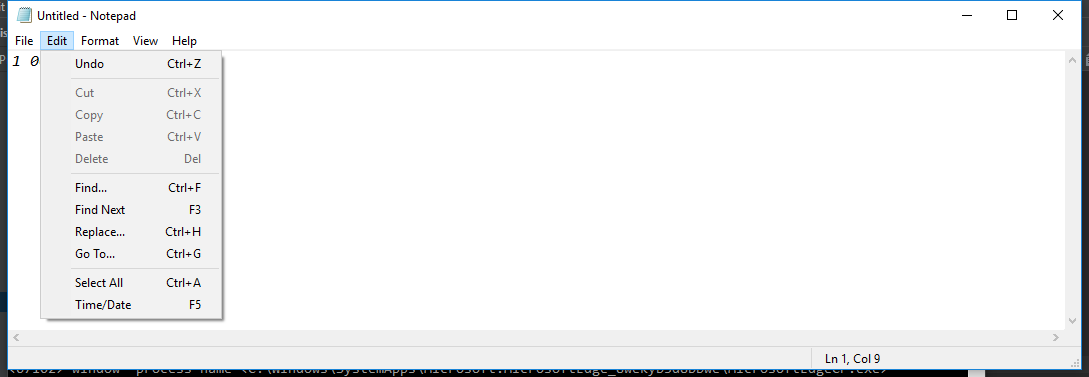 Untitled - Notepad
File Edit Format View Help
1 0
Undo Ctrl+Z
Cut Ctrl+X
Copy Ctrl+C
Paste Ctrl+V
Delete Del
Find... Ctrl+F
Find Next F3
Replace... Ctrl+H
Go To... Ctrl+G
Select All Ctrl+A
Time/Date F5
Ln 1, Col 9